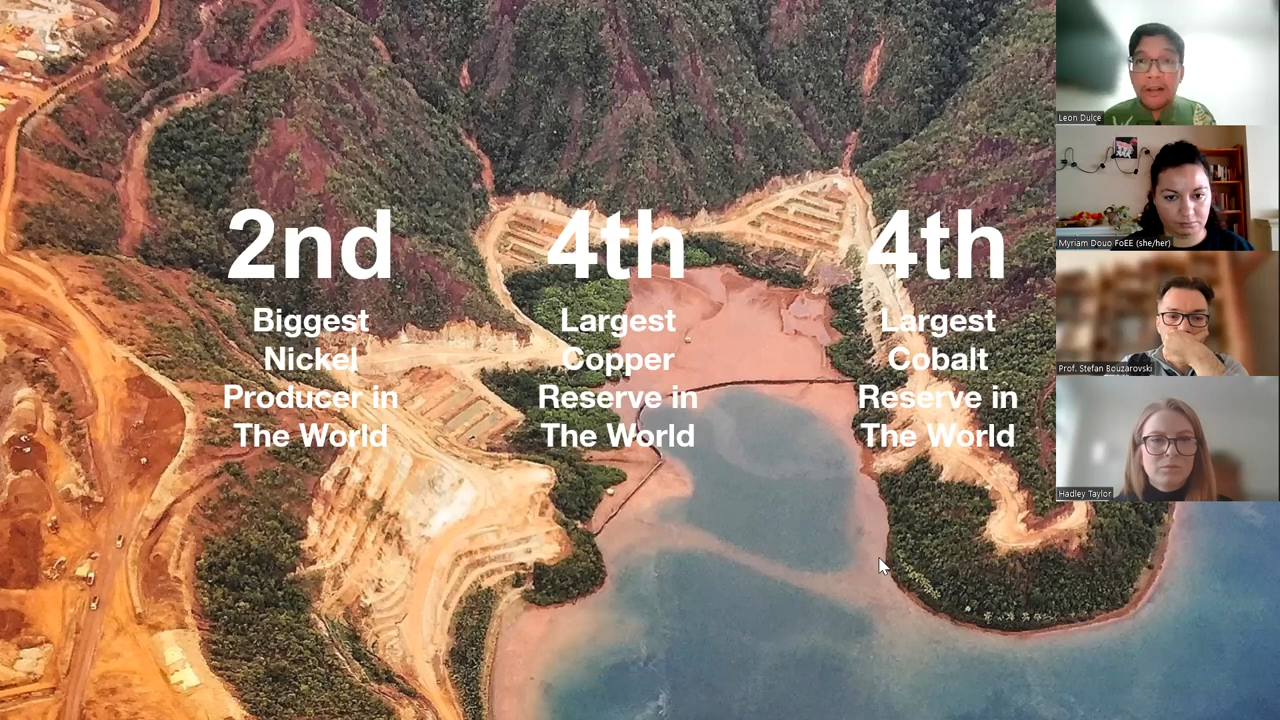 2nd
Biggest
Nickel
Producer in
The World
4th
Largest
Copper
Reserve in
The World
4th
Largest
Cobalt
Reserve in
The World
Leon Dulce
Myriam Douo FoEE (she/her)
Prof. Stefan Bouzarovski
Hadley Taylor